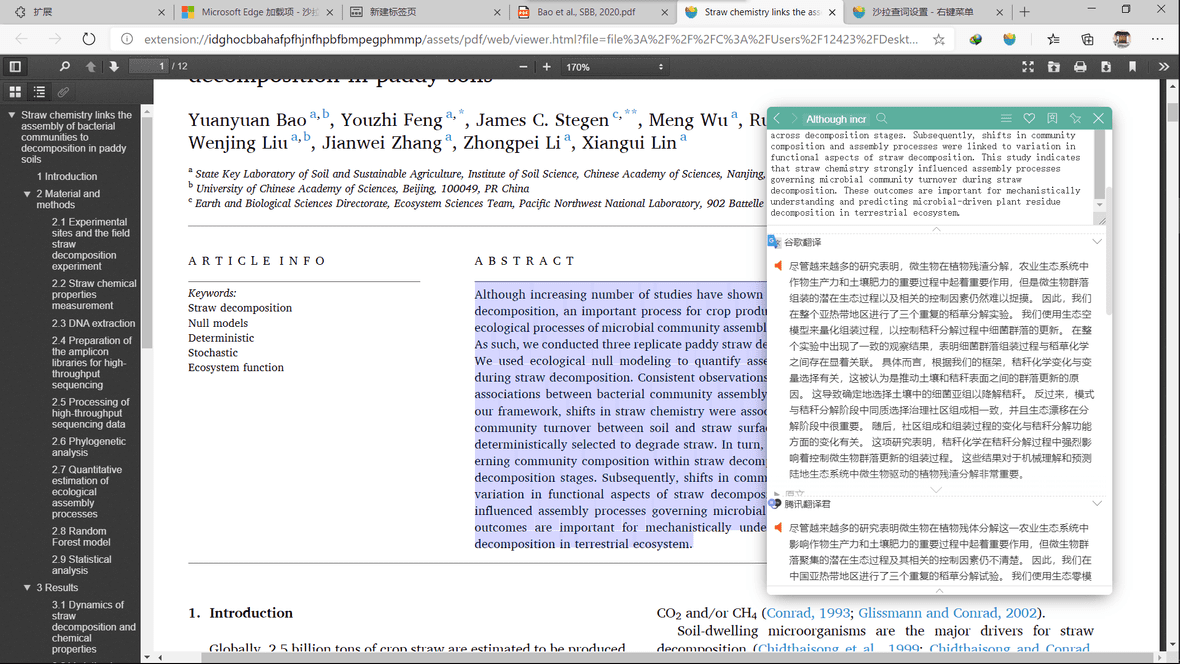 扩展
Microsoft Edge 加载项 - 沙拉
新建标签页
Bao et al., SBB, 2020.pdf
Straw chemistry links the asse
沙拉查词设置 - 右键菜单
extension://idghocbbahafpfhjnfhpbfbmpegphmmp/assets/pdf/web/viewer.html?file=file%3A%2F%2F%2FC%3A%2FUsers%2F12423%2FDeskt...
1 / 12
170%
Straw chemistry links the
assembly of bacterial
communities to
decomposition in paddy
soils
1 Introduction
2 Material and
methods
2.1 Experimental
sites and the field
straw
decomposition
experiment
2.2 Straw chemical
properties
measurement
2.3 DNA extraction
2.4 Preparation of
the amplicon
libraries for high-
throughput
sequencing
2.5 Processing of
high-throughput
sequencing data
2.6 Phylogenetic
analysis
2.7 Quantitative
estimation of
ecological
assembly
processes
2.8 Random
Forest model
2.9 Statistical
analysis
3 Results
3.1 Dynamics of
straw
decomposition and
chemical
properties
decomposition in paddy soils
Yuanyuan Bao a,b, Youzhi Feng a,*, James C. Stegen c,**, Meng Wu a, Ru
Wenjing Liu a,b, Jianwei Zhang a, Zhongpei Li a, Xiangui Lin a
a State Key Laboratory of Soil and Sustainable Agriculture, Institute of Soil Science, Chinese Academy of Sciences, Nanjing,
b University of Chinese Academy of Sciences, Beijing, 100049, PR China
c Earth and Biological Sciences Directorate, Ecosystem Sciences Team, Pacific Northwest National Laboratory, 902 Battelle
ARTICLE INFO
Keywords:
Straw decomposition
Null models
Deterministic
Stochastic
Ecosystem function
ABSTRACT
Although increasing number of studies have shown
decomposition, an important process for crop produ
ecological processes of microbial community assembl
As such, we conducted three replicate paddy straw de
We used ecological null modeling to quantify asse
during straw decomposition. Consistent observations
associations between bacterial community assembly
our framework, shifts in straw chemistry were assoc
community turnover between soil and straw surfac
deterministically selected to degrade straw. In turn,
erning community composition within straw decom
decomposition stages. Subsequently, shifts in comm
variation in functional aspects of straw decompos
influenced assembly processes governing microbial
outcomes are important for mechanistically unde
decomposition in terrestrial ecosystem.
1. Introduction
Globally, 2.5 billion tons of crop straw are estimated to be produced
CO2 and/or CH4 (Conrad, 1993; Glissmann and Conrad, 2002).
Soil-dwelling microorganisms are the major drivers for straw
decomposition (Chidthaisong et al., 1999; Chidthaisong and Conrad,
Although incr
across decomposition stages. Subsequently, shifts in community
composition and assembly processes were linked to variation in
functional aspects of straw decomposition. This study indicates
that straw chemistry strongly influenced assembly processes
governing microbial community turnover during straw
decomposition. These outcomes are important for mechanistically
understanding and predicting microbial-driven plant residue
decomposition in terrestrial ecosystem.
谷歌翻译
尽管越来越多的研究表明，微生物在植物残渣分解，农业生态系统中
作物生产力和土壤肥力的重要过程中起着重要作用，但是微生物群落
组装的潜在生态过程以及相关的控制因素仍然难以捉摸。 因此，我们
在整个亚热带地区进行了三个重复的稻草分解实验。 我们使用生态空
模型来量化组装过程，以控制秸秆分解过程中细菌群落的更新。 在整
个实验中出现了一致的观察结果，表明细菌群落组装过程与稻草化学
之间存在显着关联。 具体而言，根据我们的框架，秸秆化学变化与变
量选择有关，这被认为是推动土壤和秸秆表面之间的群落更新的原
因。 这导致确定地选择土壤中的细菌亚组以降解秸秆。 反过来，模式
与秸秆分解阶段中同质选择治理社区组成相一致，并且生态漂移在分
解阶段中很重要。 随后，社区组成和组装过程的变化与秸秆分解功能
方面的变化有关。 这项研究表明，秸秆化学在秸秆分解过程中强烈影
响着控制微生物群落更新的组装过程。 这些结果对于机械理解和预测
陆地生态系统中微生物驱动的植物残渣分解非常重要。
腾讯翻译君
尽管越来越多的研究表明微生物在植物残体分解这一农业生态系统中
影响作物生产力和土壤肥力的重要过程中起着重要作用，但微生物群
落聚集的潜在生态过程及其相关的控制因素仍不清楚。 因此，我们在
中国亚热带地区进行了三个重复的稻草分解试验。 我们使用生态零模